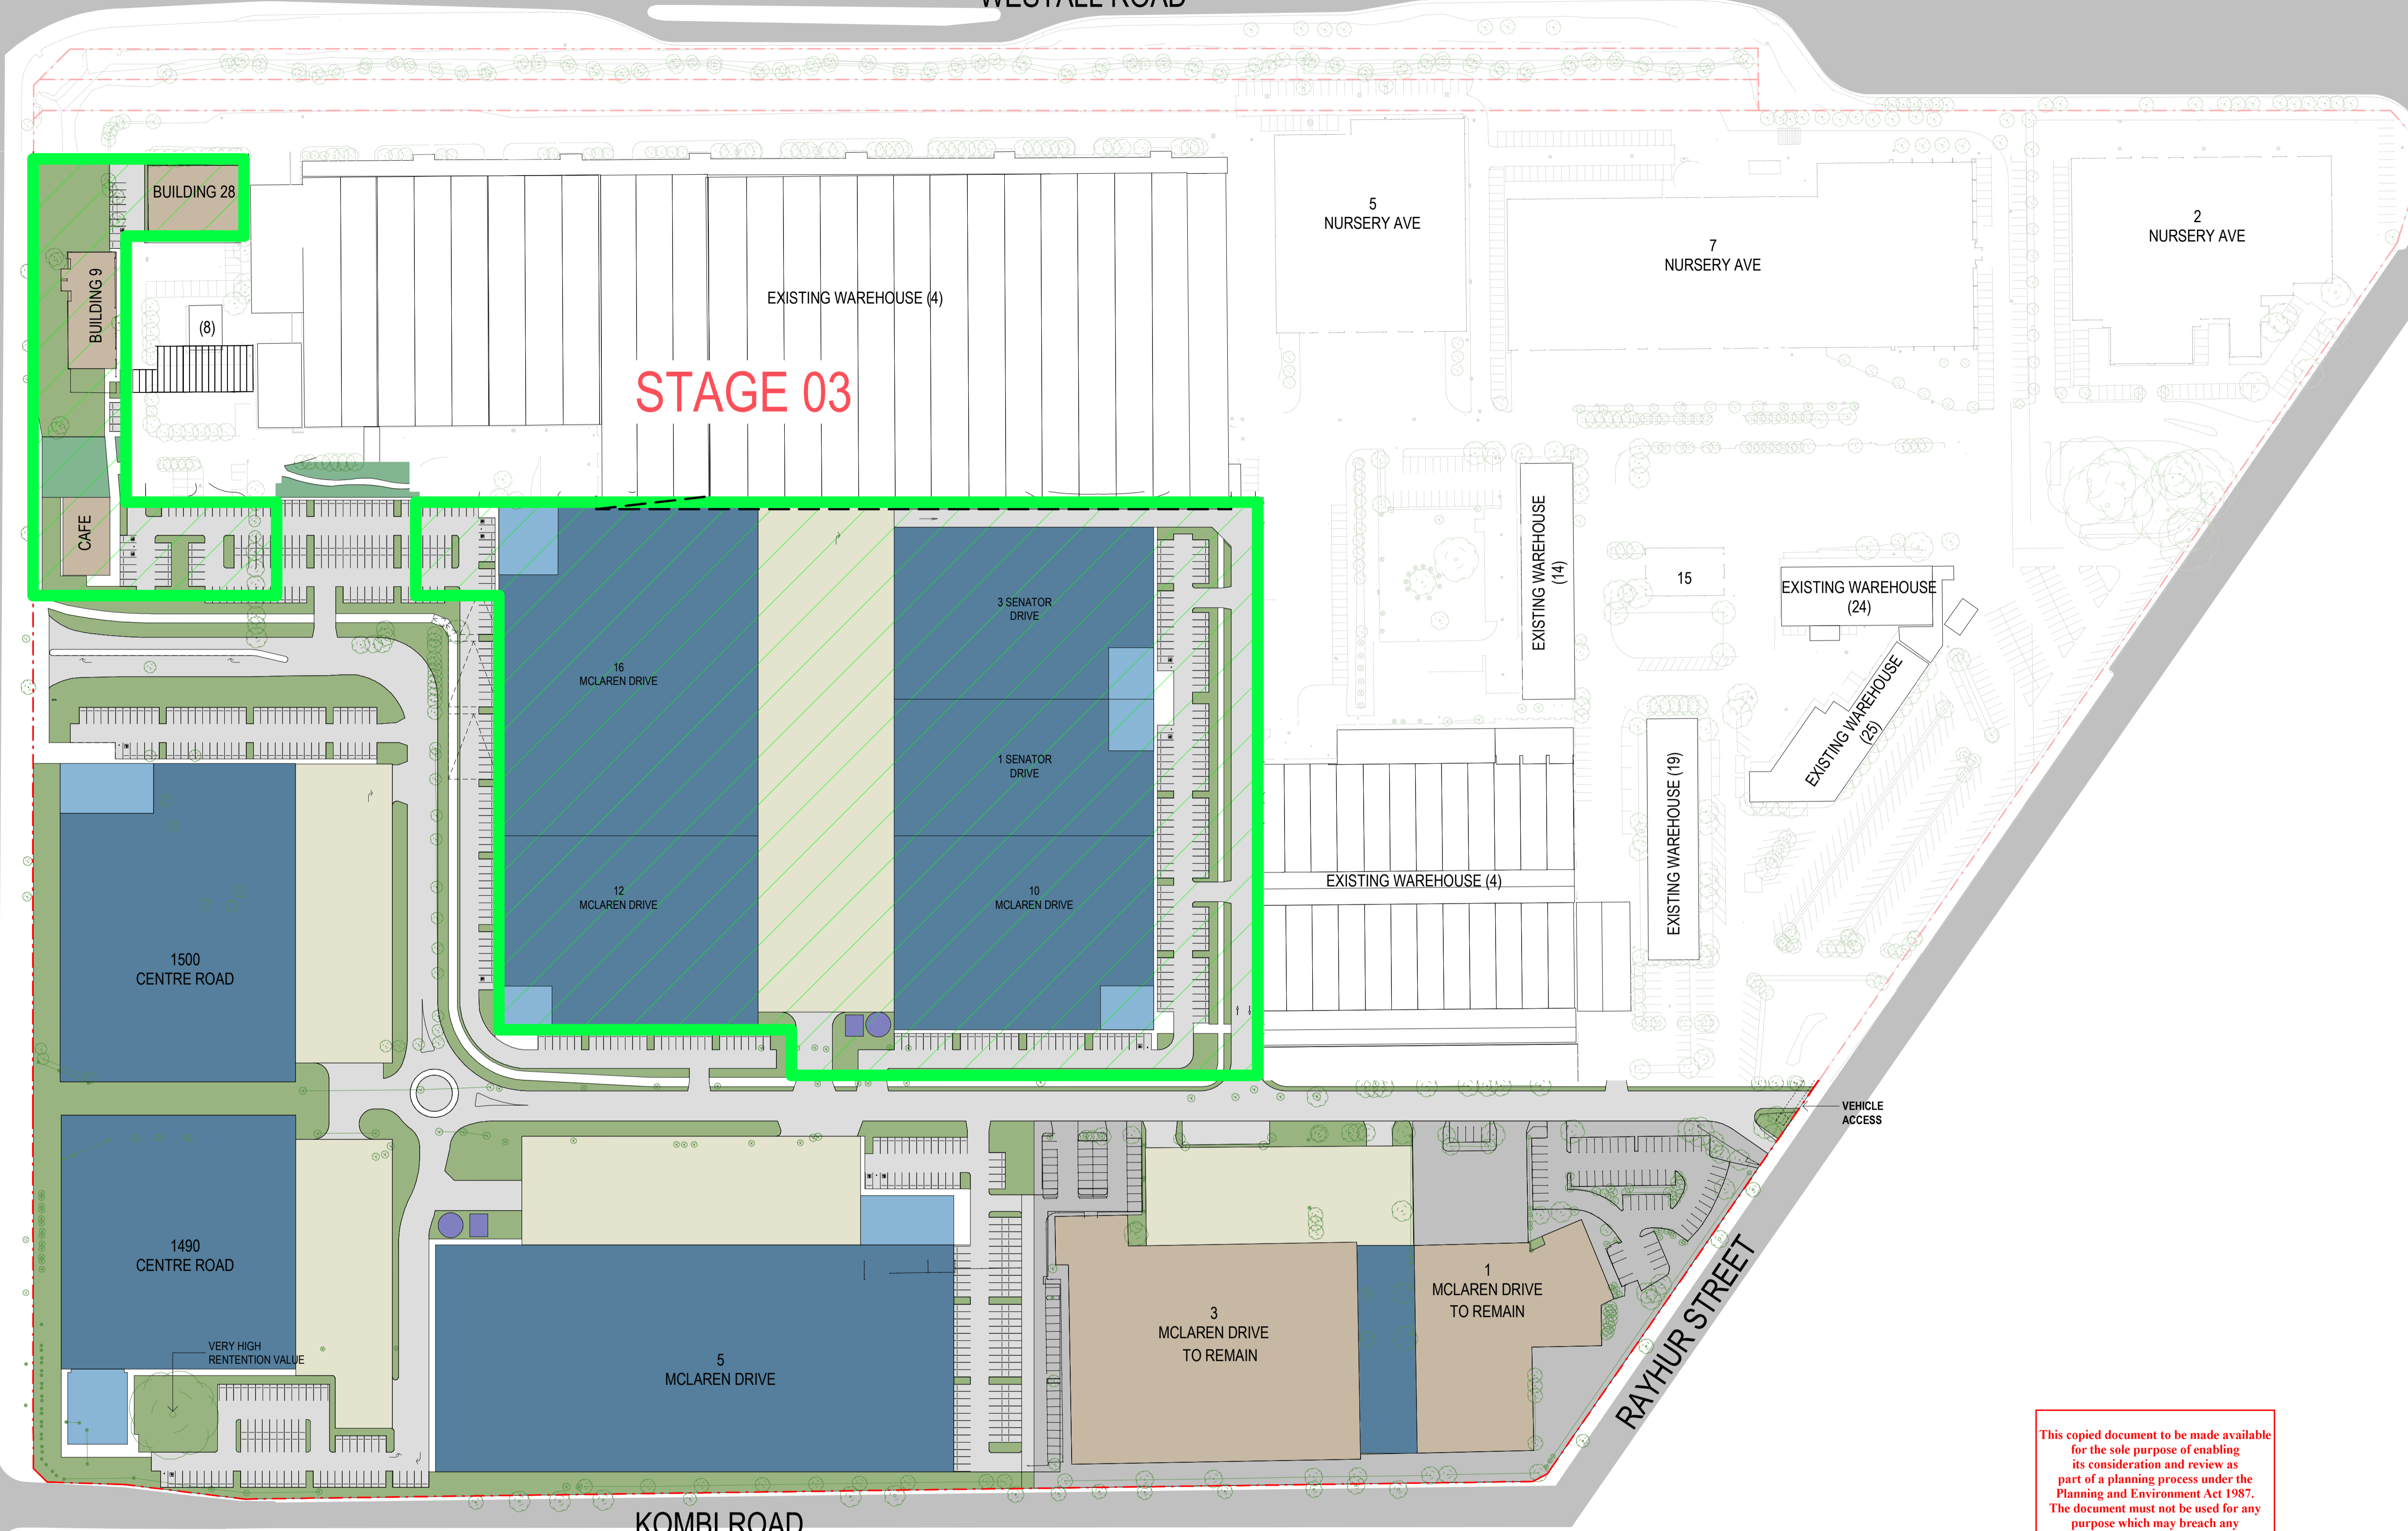 WESTALL ROAD
BUILDING 28
BUILDING 9
(8)
EXISTING WAREHOUSE (4)
5
NURSERY AVE
7
NURSERY AVE
2
NURSERY AVE
STAGE 03
CAFE
EXISTING WAREHOUSE
(14)
15
EXISTING WAREHOUSE
(24)
EXISTING WAREHOUSE
(25)
3 SENATOR
DRIVE
16
MCLAREN DRIVE
1 SENATOR
DRIVE
EXISTING WAREHOUSE (19)
12
MCLAREN DRIVE
10
MCLAREN DRIVE
EXISTING WAREHOUSE (4)
1500
CENTRE ROAD
VEHICLE
ACCESS
1490
CENTRE ROAD
1
MCLAREN DRIVE
TO REMAIN
3
MCLAREN DRIVE
TO REMAIN
VERY HIGH
RENTENTION VALUE
5
MCLAREN DRIVE
RAYHUR STREET
KOMBI ROAD
This copied document to be made available
for the sole purpose of enabling
its consideration and review as
part of a planning process under the
Planning and Environment Act 1987.
The document must not be used for any
purpose which may breach any